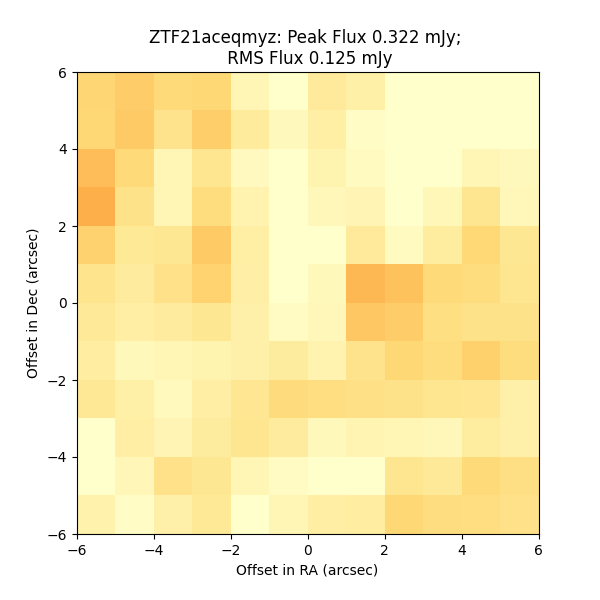 ZTF21aceqmyz: Peak Flux 0.322 mJy;
RMS Flux 0.125 mJy
6
4
2
0
−2
−4
−6
Offset in Dec (arcsec)
−6 −4 −2 0 2 4 6
Offset in RA (arcsec)